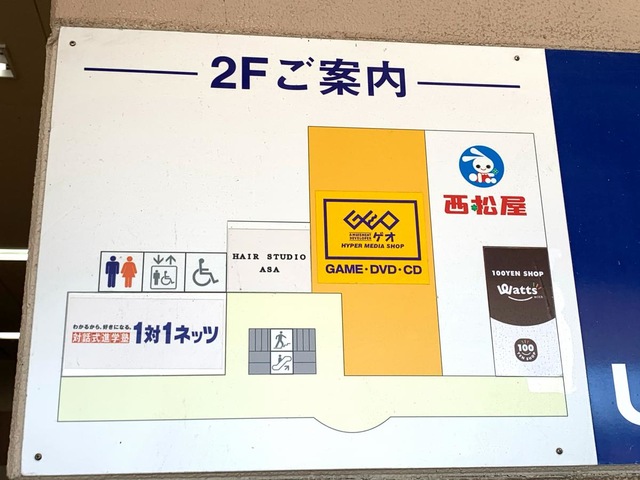 2Fご案内
西松屋
GEO
AMUSEMENT
DEVELOPER
ゲオ
HYPER MEDIA SHOP
GAME・DVD・CD
HAIR STUDIO
ASA
100YEN SHOP
Watts
100
わかるから、好きになる。
対話式進学塾
1対1ネッツ
U